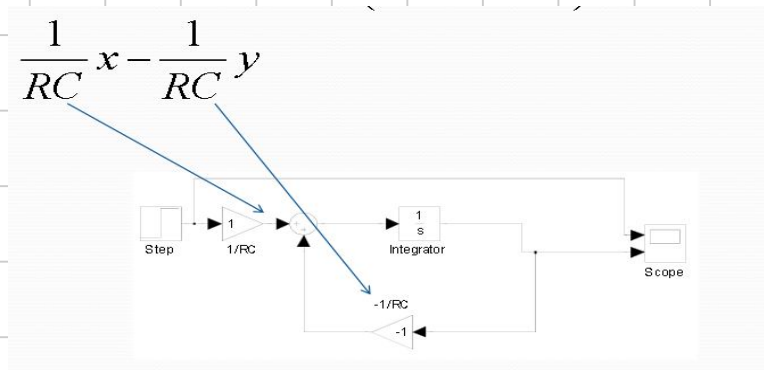 1/RC x − 1/RC y
Step
1
1/RC
1
s
Integrator
Scope
-1/RC
-1